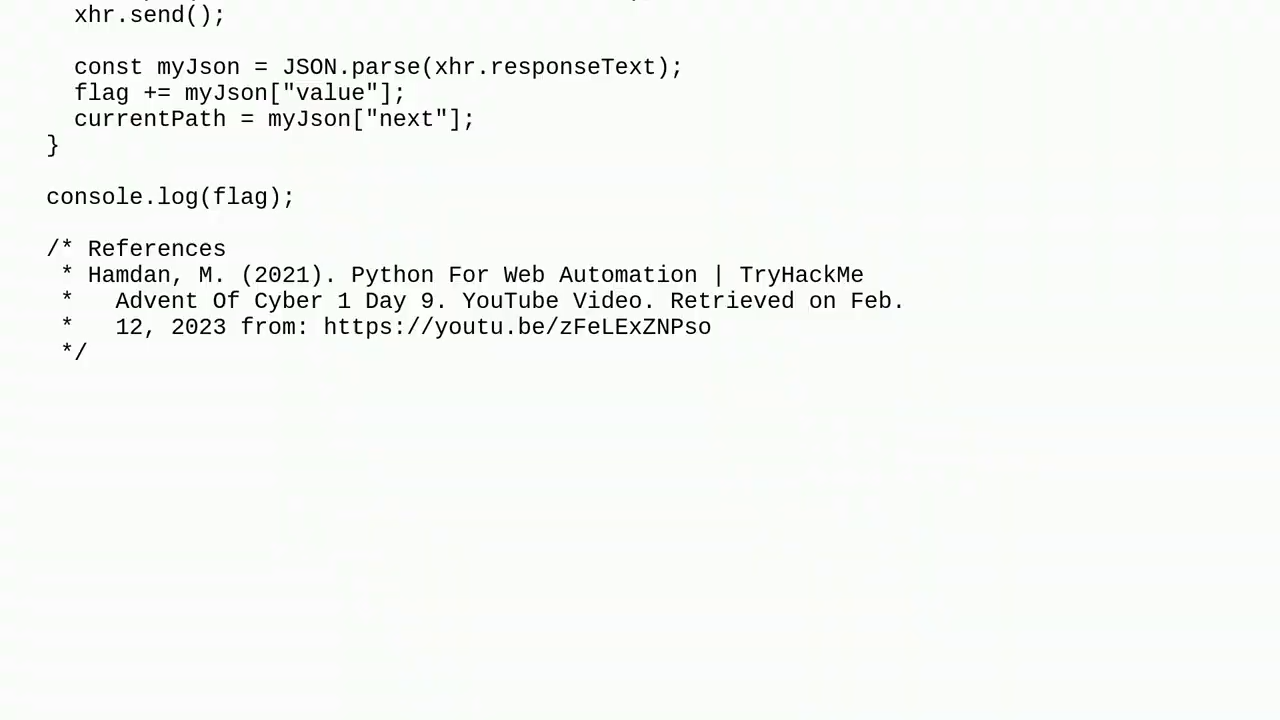 xhr.send();
const myJson = JSON.parse(xhr.responseText);
flag += myJson["value"];
currentPath = myJson["next"];
}
console.log(flag);
/* References
* Hamdan, M. (2021). Python For Web Automation | TryHackMe
*   Advent Of Cyber 1 Day 9. YouTube Video. Retrieved on Feb.
*   12, 2023 from: https://youtu.be/zFeLExZNPso
*/